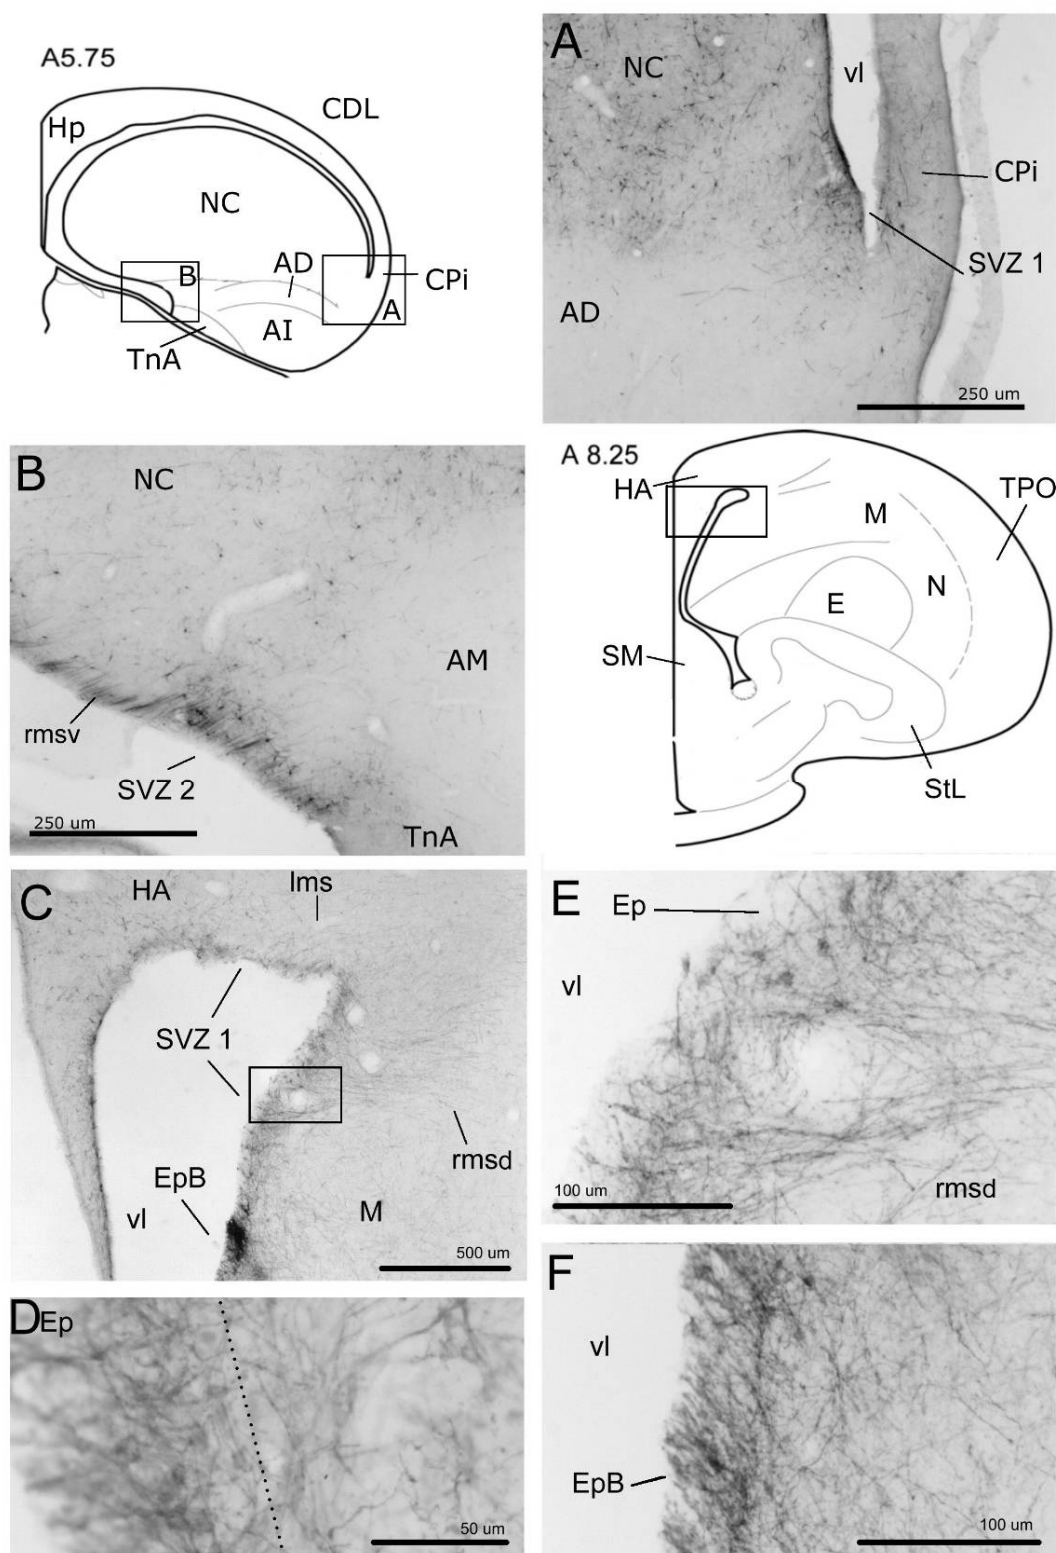 A5.75
Hp
CDL
NC
B
AD
CPi
A
AI
TnA
A
NC
vl
CPi
SVZ 1
AD
250 um
B
NC
AM
rmsv
SVZ 2
250 um
TnA
A 8.25
HA
TPO
M
N
E
SM
StL
C
HA
lms
SVZ 1
rmsd
EpB
vl
M
500 um
D
Ep
50 um
E
Ep
vl
100 um
rmsd
F
vl
EpB
100 um